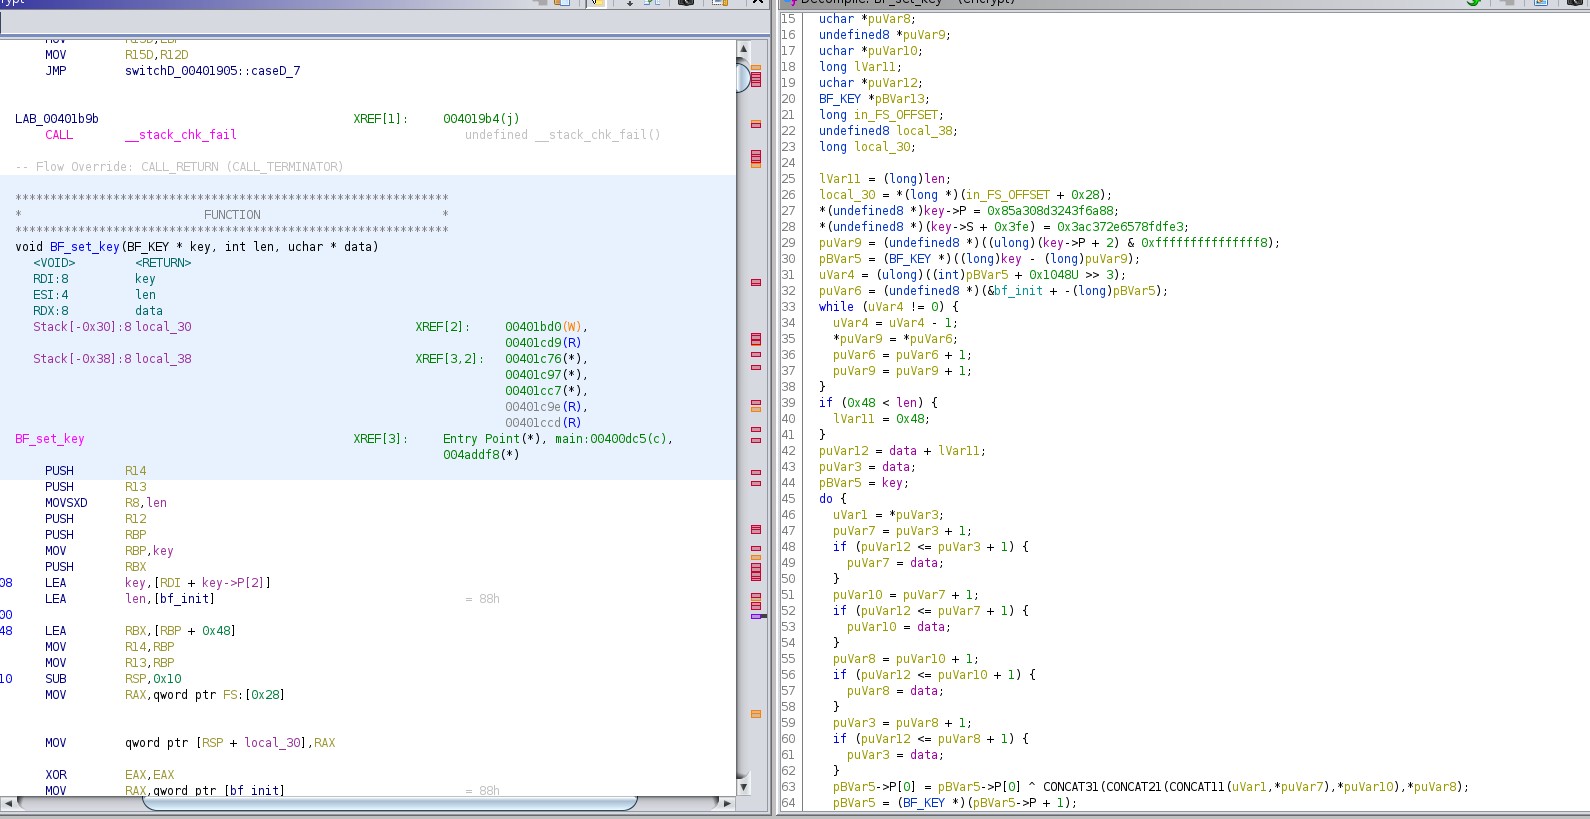 rypt
MOV R15D,R12D
JMP switchD_00401905::caseD_7
LAB_00401b9b XREF[1]: 004019b4(j)
CALL __stack_chk_fail undefined __stack_chk_fail()
-- Flow Override: CALL_RETURN (CALL_TERMINATOR)
**************************************************************
* FUNCTION *
**************************************************************
void BF_set_key(BF_KEY * key, int len, uchar * data)
<VOID> <RETURN>
RDI:8 key
ESI:4 len
RDX:8 data
Stack[-0x30]:8 local_30 XREF[2]: 00401bd0(W),
00401cd9(R)
Stack[-0x38]:8 local_38 XREF[3,2]: 00401c76(*),
00401c97(*),
00401cc7(*),
00401c9e(R),
00401ccd(R)
BF_set_key XREF[3]: Entry Point(*), main:00400dc5(c),
004addf8(*)
PUSH R14
PUSH R13
MOVSXD R8,len
PUSH R12
PUSH RBP
MOV RBP,key
PUSH RBX
08 LEA key,[RDI + key->P[2]]
LEA len,[bf_init] = 88h
00
48 LEA RBX,[RBP + 0x48]
MOV R14,RBP
MOV R13,RBP
10 SUB RSP,0x10
MOV RAX,qword ptr FS:[0x28]
MOV qword ptr [RSP + local_30],RAX
XOR EAX,EAX
MOV RAX,qword ptr [bf_init] = 88h
Decompile: BF_set_key - (encrypt)
15 uchar *puVar8;
16 undefined8 *puVar9;
17 uchar *puVar10;
18 long lVar11;
19 uchar *puVar12;
20 BF_KEY *pBVar13;
21 long in_FS_OFFSET;
22 undefined8 local_38;
23 long local_30;
24
25 lVar11 = (long)len;
26 local_30 = *(long *)(in_FS_OFFSET + 0x28);
27 *(undefined8 *)key->P = 0x85a308d3243f6a88;
28 *(undefined8 *)(key->S + 0x3fe) = 0x3ac372e6578fdfe3;
29 puVar9 = (undefined8 *)((ulong)(key->P + 2) & 0xfffffffffffffff8);
30 pBVar5 = (BF_KEY *)((long)key - (long)puVar9);
31 uVar4 = (ulong)((int)pBVar5 + 0x1048U >> 3);
32 puVar6 = (undefined8 *)(&bf_init + -(long)pBVar5);
33 while (uVar4 != 0) {
34 uVar4 = uVar4 - 1;
35 *puVar9 = *puVar6;
36 puVar6 = puVar6 + 1;
37 puVar9 = puVar9 + 1;
38 }
39 if (0x48 < len) {
40 lVar11 = 0x48;
41 }
42 puVar12 = data + lVar11;
43 puVar3 = data;
44 pBVar5 = key;
45 do {
46 uVar1 = *puVar3;
47 puVar7 = puVar3 + 1;
48 if (puVar12 <= puVar3 + 1) {
49 puVar7 = data;
50 }
51 puVar10 = puVar7 + 1;
52 if (puVar12 <= puVar7 + 1) {
53 puVar10 = data;
54 }
55 puVar8 = puVar10 + 1;
56 if (puVar12 <= puVar10 + 1) {
57 puVar8 = data;
58 }
59 puVar3 = puVar8 + 1;
60 if (puVar12 <= puVar8 + 1) {
61 puVar3 = data;
62 }
63 pBVar5->P[0] = pBVar5->P[0] ^ CONCAT31(CONCAT21(CONCAT11(uVar1,*puVar7),*puVar10),*puVar8);
64 pBVar5 = (BF_KEY *)(pBVar5->P + 1);